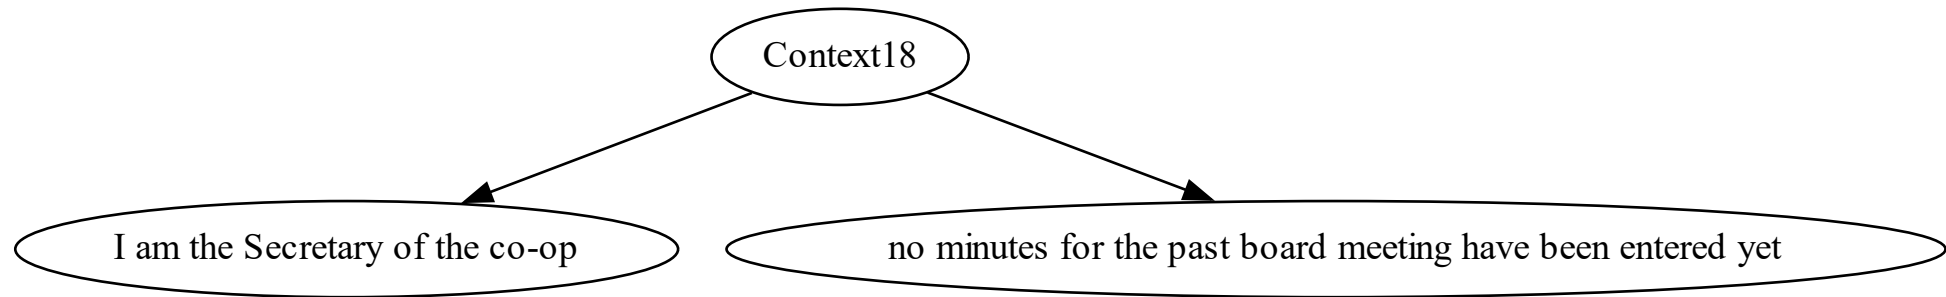 Context18
I am the Secretary of the co-op
no minutes for the past board meeting have been entered yet